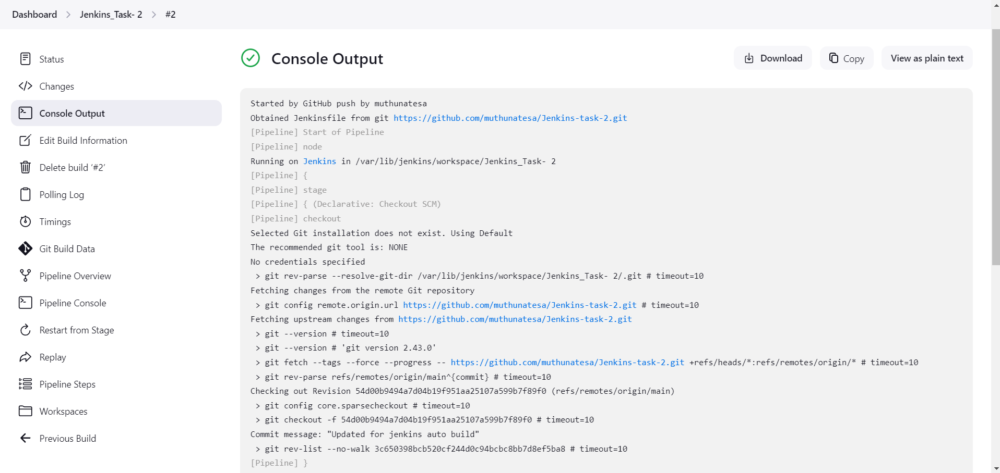 Dashboard > Jenkins_Task- 2 > #2
Status
Changes
Console Output
Edit Build Information
Delete build ‘#2’
Polling Log
Timings
Git Build Data
Pipeline Overview
Pipeline Console
Restart from Stage
Replay
Pipeline Steps
Workspaces
Previous Build
Console Output
Download
Copy
View as plain text
Started by GitHub push by muthunatesa
Obtained Jenkinsfile from git https://github.com/muthunatesa/Jenkins-task-2.git
[Pipeline] Start of Pipeline
[Pipeline] node
Running on Jenkins in /var/lib/jenkins/workspace/Jenkins_Task- 2
[Pipeline] {
[Pipeline] stage
[Pipeline] { (Declarative: Checkout SCM)
[Pipeline] checkout
Selected Git installation does not exist. Using Default
The recommended git tool is: NONE
No credentials specified
> git rev-parse --resolve-git-dir /var/lib/jenkins/workspace/Jenkins_Task- 2/.git # timeout=10
Fetching changes from the remote Git repository
> git config remote.origin.url https://github.com/muthunatesa/Jenkins-task-2.git # timeout=10
Fetching upstream changes from https://github.com/muthunatesa/Jenkins-task-2.git
> git --version # timeout=10
> git --version # 'git version 2.43.0'
> git fetch --tags --force --progress -- https://github.com/muthunatesa/Jenkins-task-2.git +refs/heads/*:refs/remotes/origin/* # timeout=10
> git rev-parse refs/remotes/origin/main^{commit} # timeout=10
Checking out Revision 54d00b9494a7d04b19f951aa25107a599b7f89f0 (refs/remotes/origin/main)
> git config core.sparsecheckout # timeout=10
> git checkout -f 54d00b9494a7d04b19f951aa25107a599b7f89f0 # timeout=10
Commit message: "Updated for jenkins auto build"
> git rev-list --no-walk 3c650398bcb520cf244d0c94bcbc8bb7d8ef5ba8 # timeout=10
[Pipeline] }